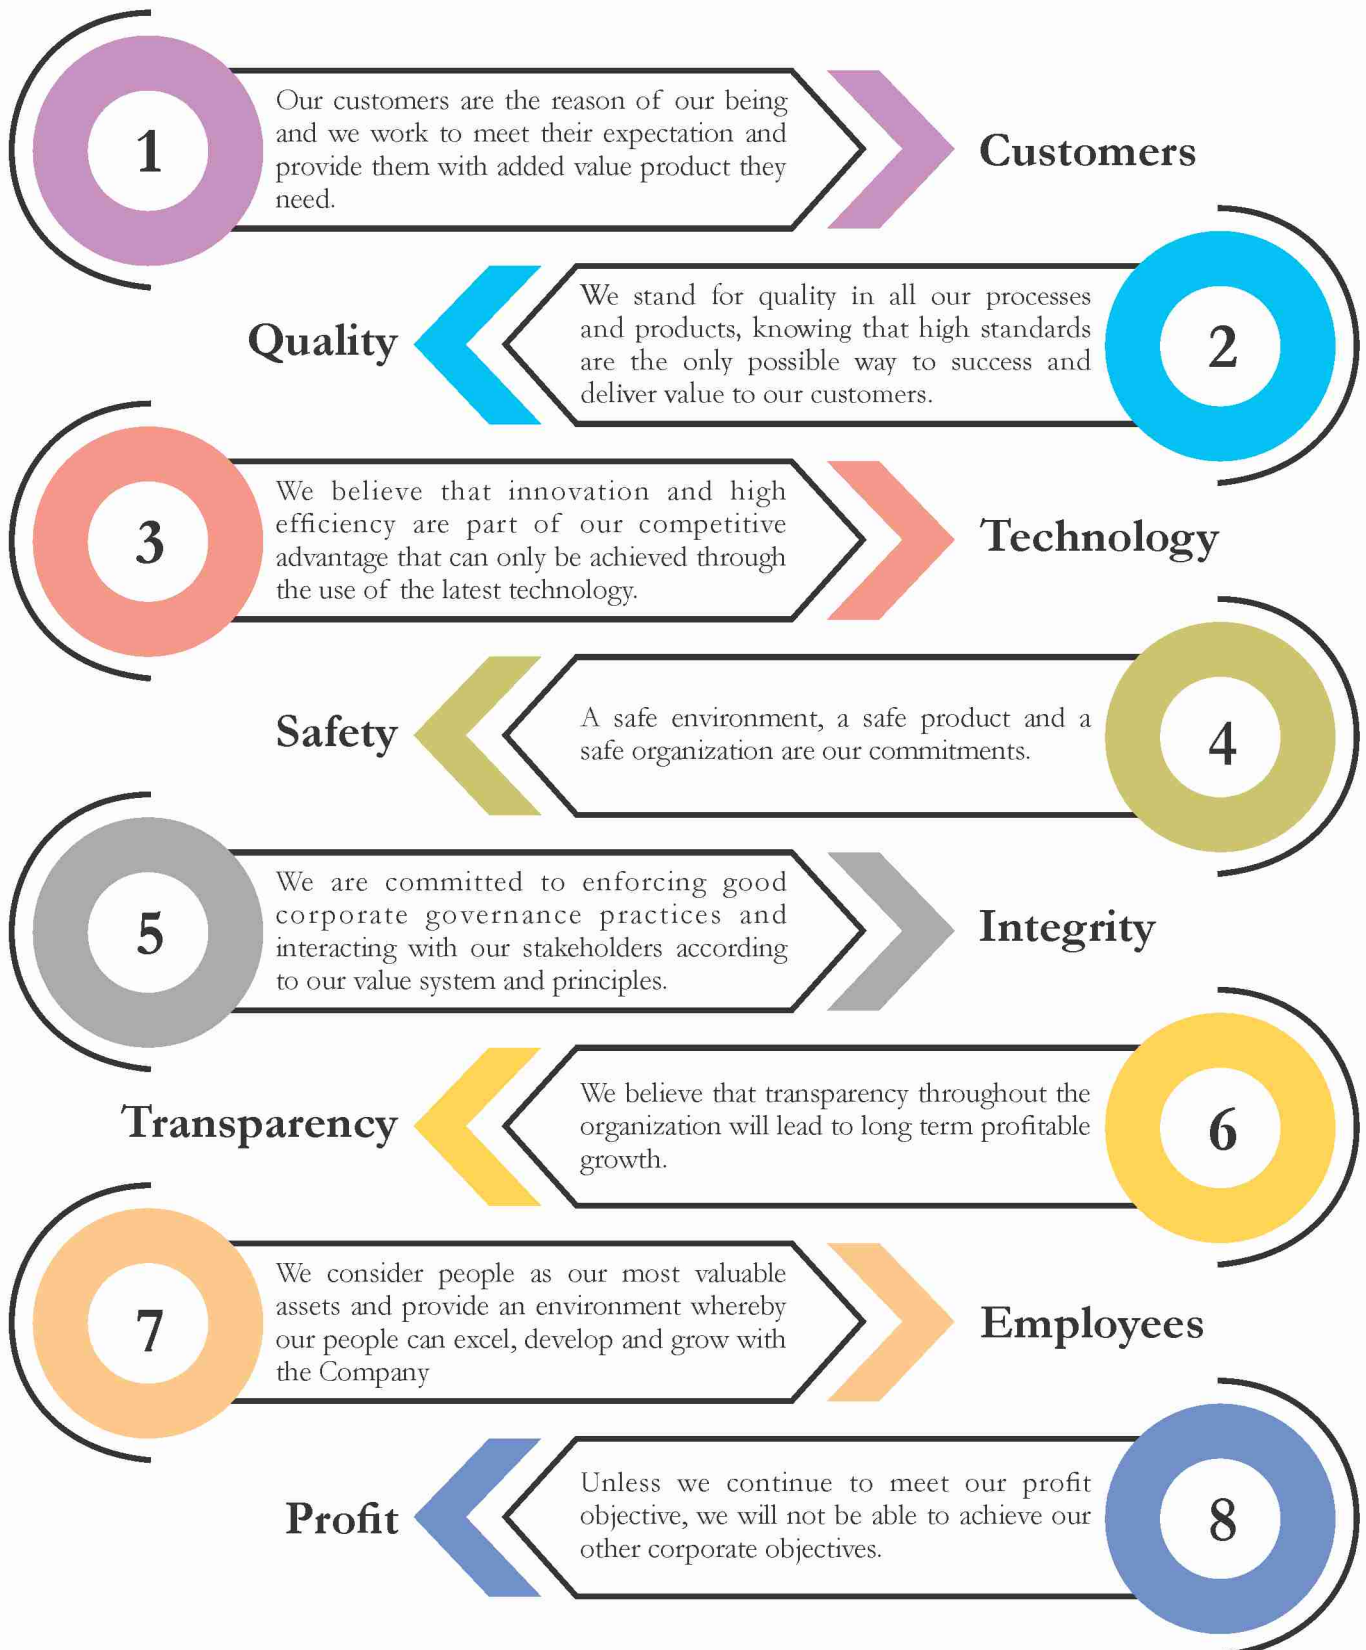 1
Our customers are the reason of our being
and we work to meet their expectation and
provide them with added value product they
need.
Customers
Quality
We stand for quality in all our processes
and products, knowing that high standards
are the only possible way to success and
deliver value to our customers.
2
3
We believe that innovation and high
efficiency are part of our competitive
advantage that can only be achieved through
the use of the latest technology.
Technology
Safety
A safe environment, a safe product and a
safe organization are our commitments.
4
5
We are committed to enforcing good
corporate governance practices and
interacting with our stakeholders according
to our value system and principles.
Integrity
Transparency
We believe that transparency throughout the
organization will lead to long term profitable
growth.
6
7
We consider people as our most valuable
assets and provide an environment whereby
our people can excel, develop and grow with
the Company
Employees
Profit
Unless we continue to meet our profit
objective, we will not be able to achieve our
other corporate objectives.
8